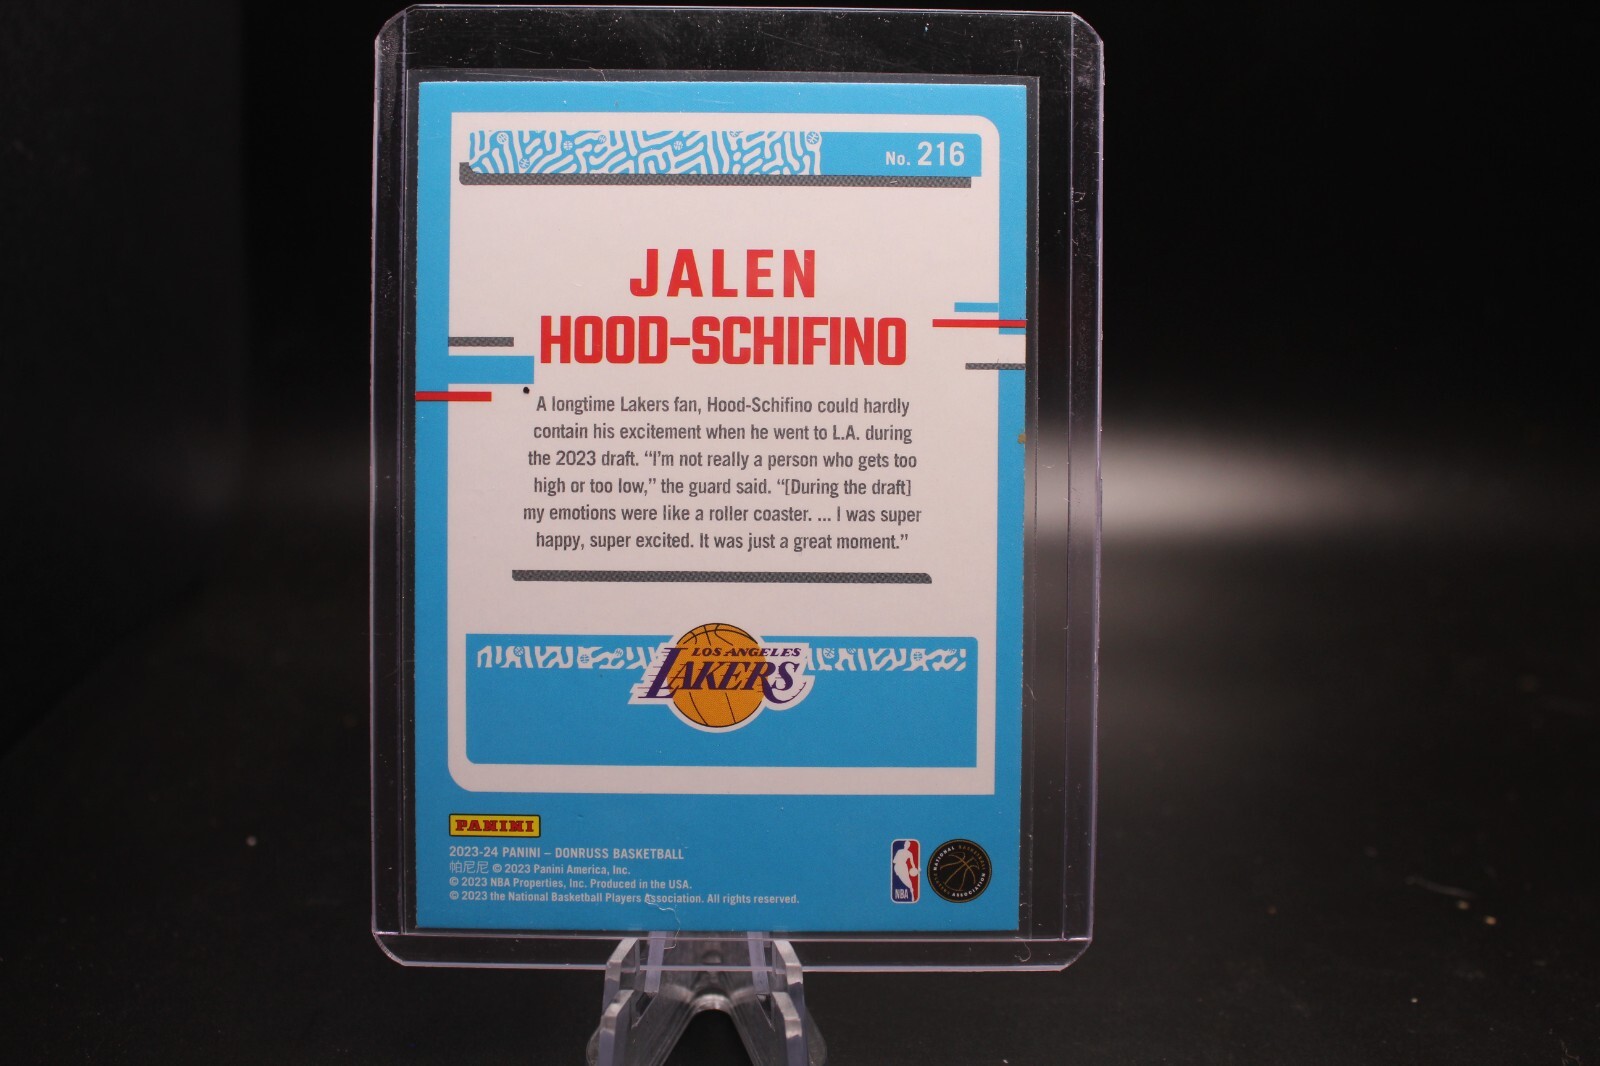 No. 216
JALEN
HOOD-SCHIFINO
A longtime Lakers fan, Hood-Schifino could hardly
contain his excitement when he went to L.A. during
the 2023 draft. “I’m not really a person who gets too
high or too low,” the guard said. “[During the draft]
my emotions were like a roller coaster. ... I was super
happy, super excited. It was just a great moment.”
LOS ANGELES
LAKERS
PANINI
2023-24 PANINI – DONRUSS BASKETBALL
帕尼尼 © 2023 Panini America, Inc.
© 2023 NBA Properties, Inc. Produced in the USA.
© 2023 the National Basketball Players Association. All rights reserved.
NBA
NATIONAL BASKETBALL
PLAYERS ASSOCIATION